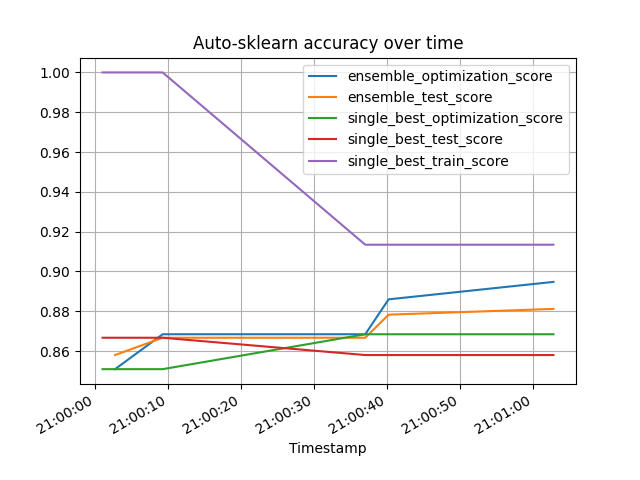 Auto-sklearn accuracy over time
1.00
0.98
0.96
0.94
0.92
0.90
0.88
0.86
ensemble_optimization_score
ensemble_test_score
single_best_optimization_score
single_best_test_score
single_best_train_score
21:00:00
21:00:10
21:00:20
21:00:30
21:00:40
21:00:50
21:01:00
Timestamp